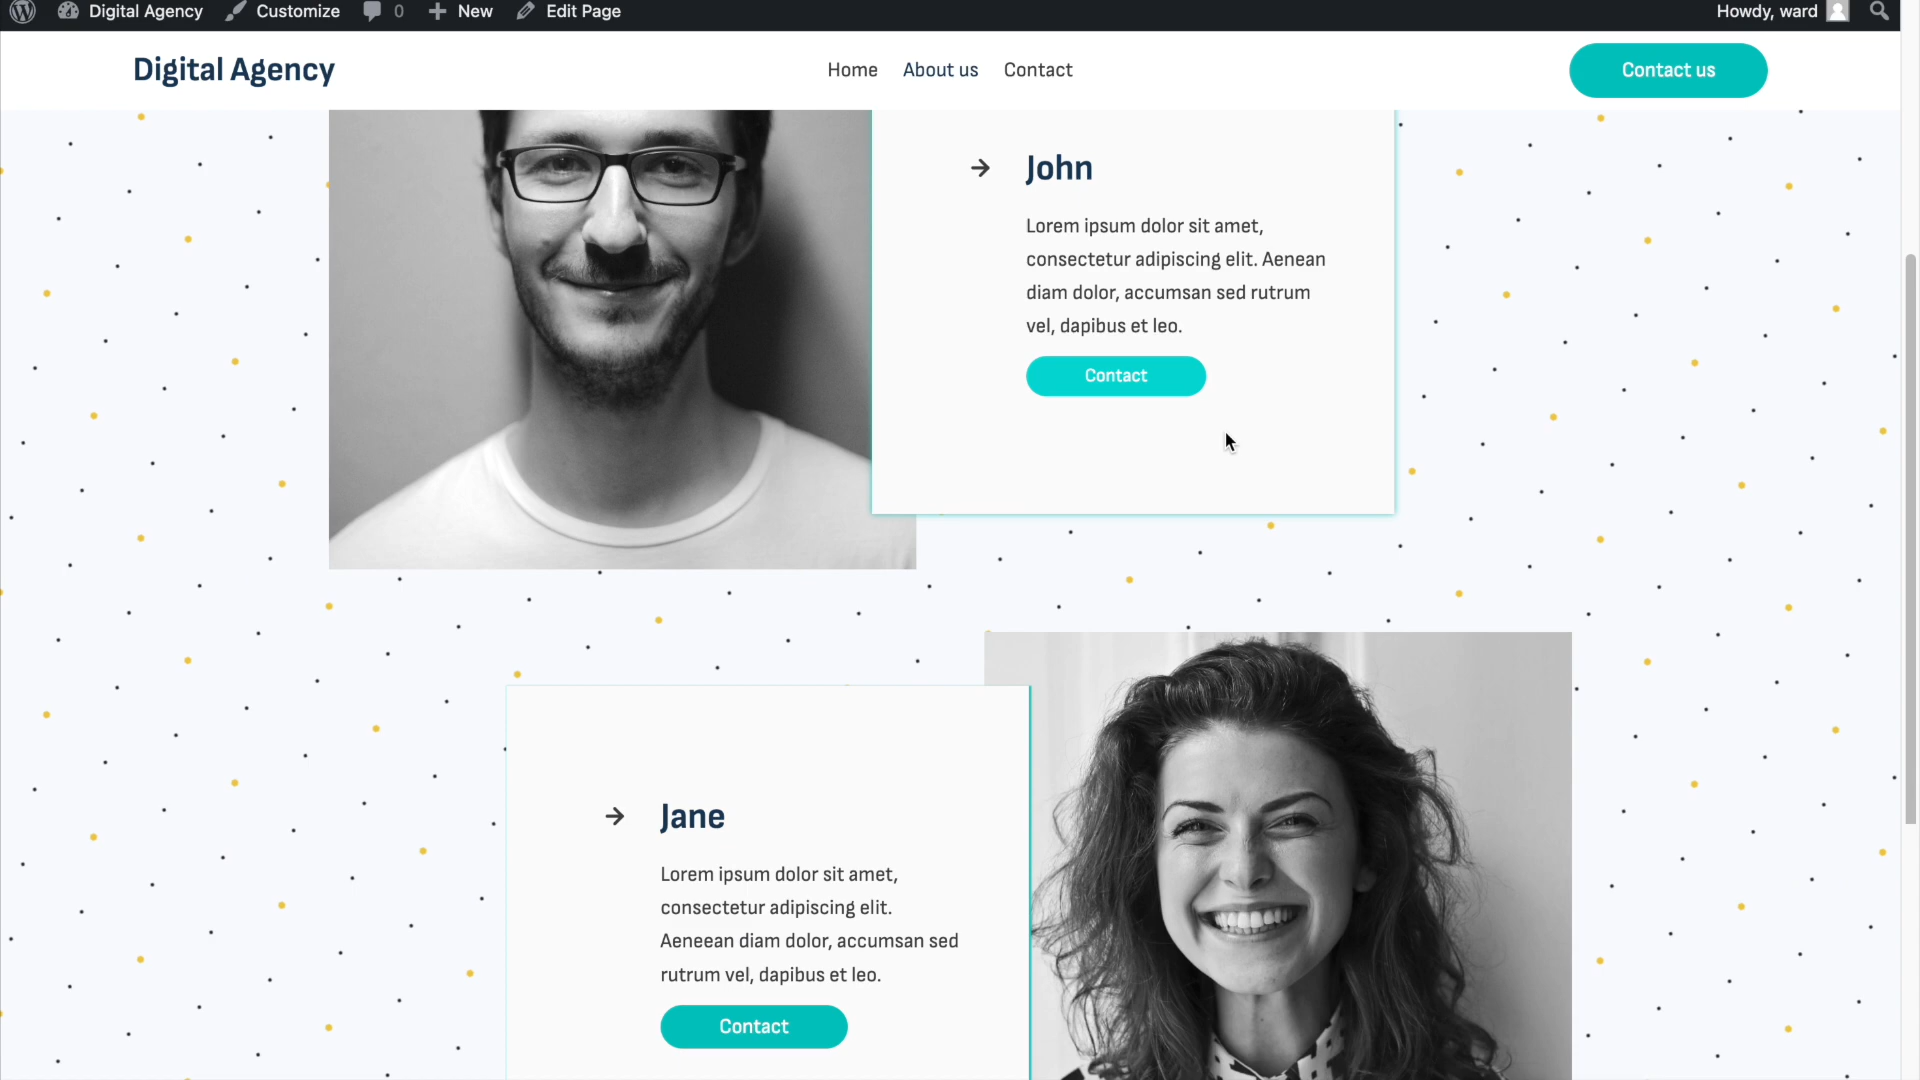 Digital Agency Customize 0 New Edit Page Howdy, ward
Digital Agency Home About us Contact Contact us
John
Lorem ipsum dolor sit amet,
consectetur adipiscing elit. Aenean
diam dolor, accumsan sed rutrum
vel, dapibus et leo.
Contact
Jane
Lorem ipsum dolor sit amet,
consectetur adipiscing elit.
Aeneean diam dolor, accumsan sed
rutrum vel, dapibus et leo.
Contact